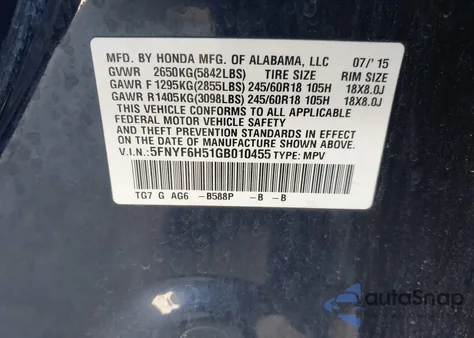 MFD. BY HONDA MFG. OF ALABAMA, LLC 07/'15
GVWR 2650KG(5842LBS) TIRE SIZE RIM SIZE
GAWR F 1295KG(2855LBS) 245/60R18 105H 18X8.0J
GAWR R 1405KG(3098LBS) 245/60R18 105H 18X8.0J
THIS VEHICLE CONFORMS TO ALL APPLICABLE
FEDERAL MOTOR VEHICLE SAFETY AND
THEFT PREVENTION STANDARDS IN EFFECT
ON THE DATE OF MANUFACTURE SHOWN ABOVE.
V.I.N.: 5FNYF6H51GB010455 TYPE: MPV
TG7 G AG6 -B588P -B -B
autoSnap